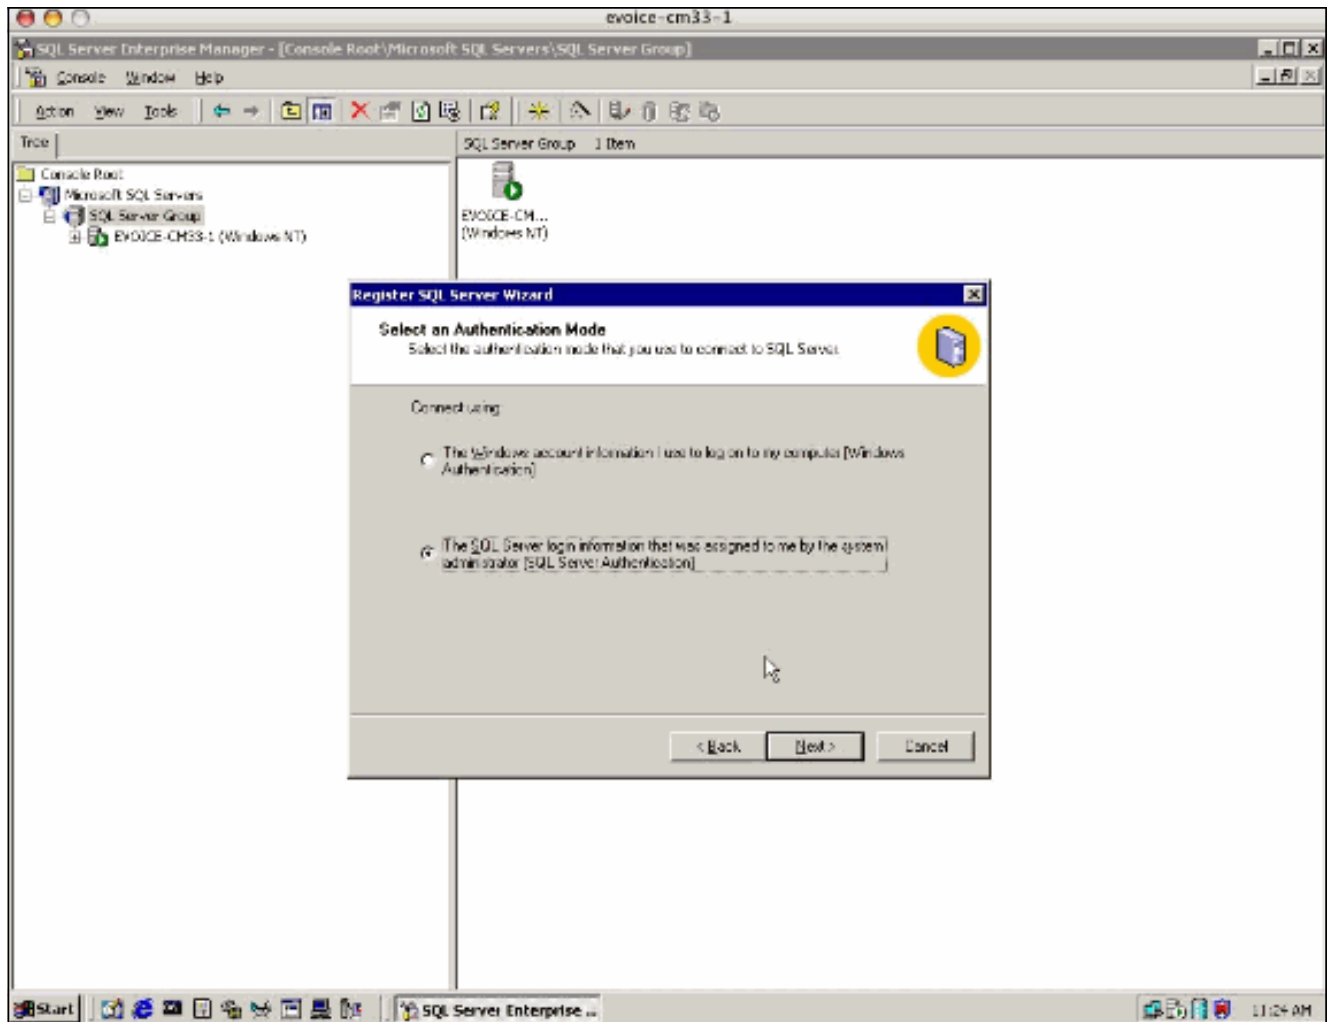 evoice-cm33-1
SQL Server Enterprise Manager - [Console Root\Microsoft SQL Servers\SQL Server Group]
Console Window Help
Action View Tools
Tree
SQL Server Group 1 Item
Console Root
Microsoft SQL Servers
SQL Server Group
EVOICE-CM33-1 (Windows NT)
EVOICE-CM...
(Windows NT)
Register SQL Server Wizard
Select an Authentication Mode
Select the authentication mode that you use to connect to SQL Server.
Connect using:
The Windows account information I use to log on to my computer [Windows
Authentication]
The SQL Server login information that was assigned to me by the system
administrator [SQL Server Authentication]
< Back
Next >
Cancel
Start
SQL Server Enterprise ...
11:24 AM